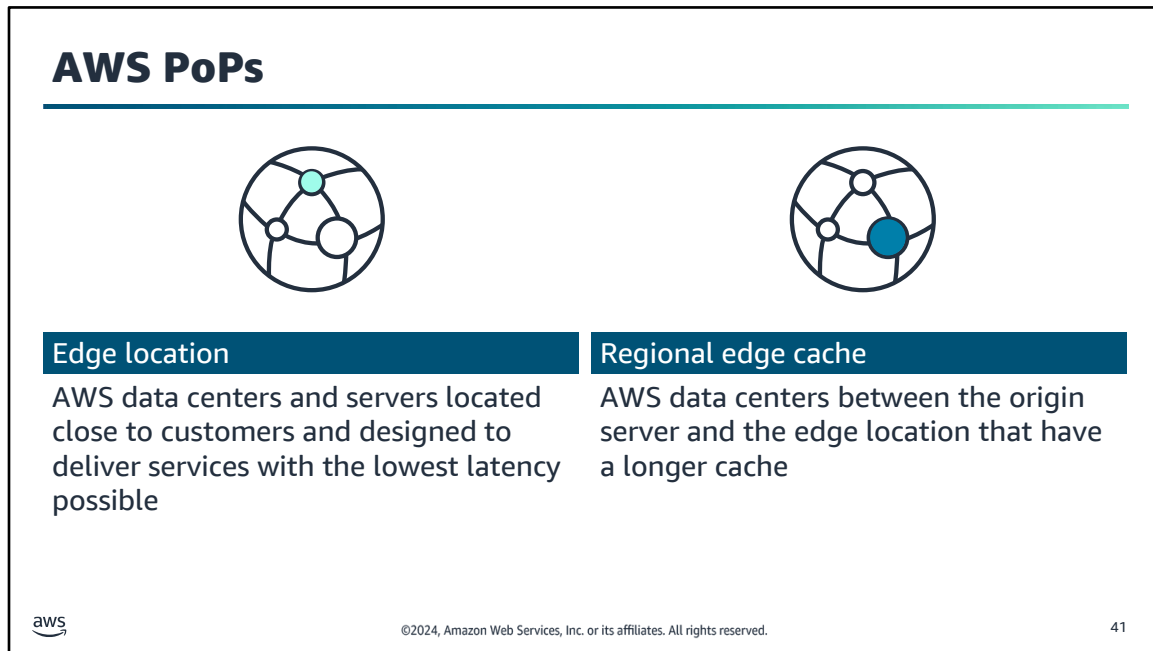 AWS PoPs
Edge location
AWS data centers and servers located
close to customers and designed to
deliver services with the lowest latency
possible
Regional edge cache
AWS data centers between the origin
server and the edge location that have
a longer cache
aws
©2024, Amazon Web Services, Inc. or its affiliates. All rights reserved.
41